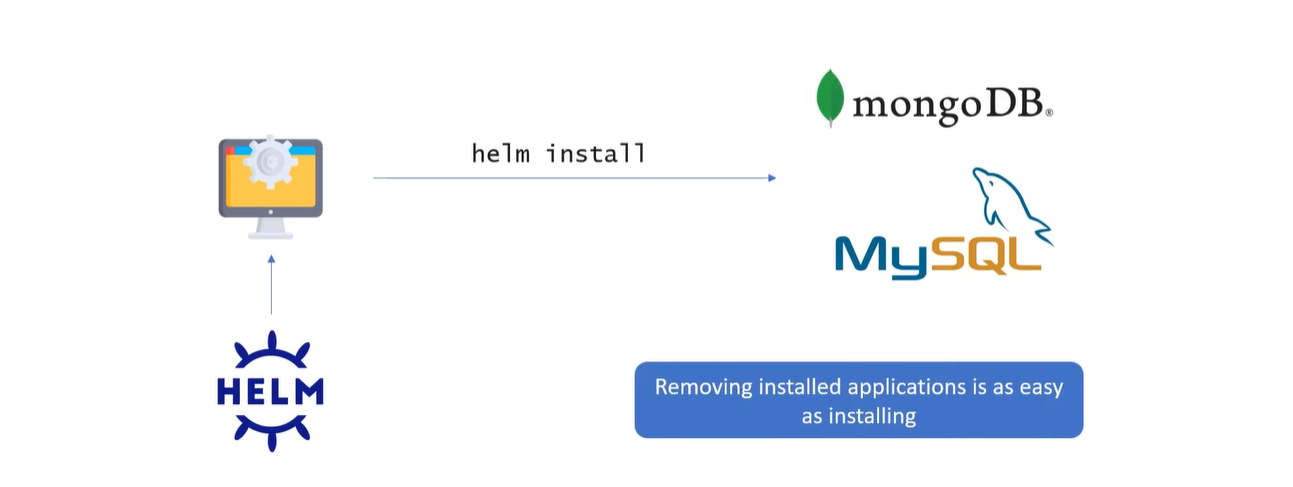 mongoDB®
helm install
MySQL
HELM
Removing installed applications is as easy
as installing